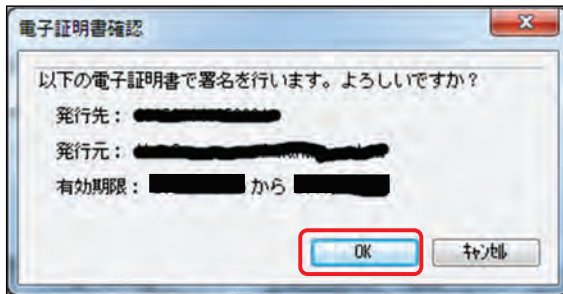 電子証明書確認
以下の電子証明書で署名を行います。よろしいですか?
発行先:
発行元:
有効期限: から
OK キャンセル